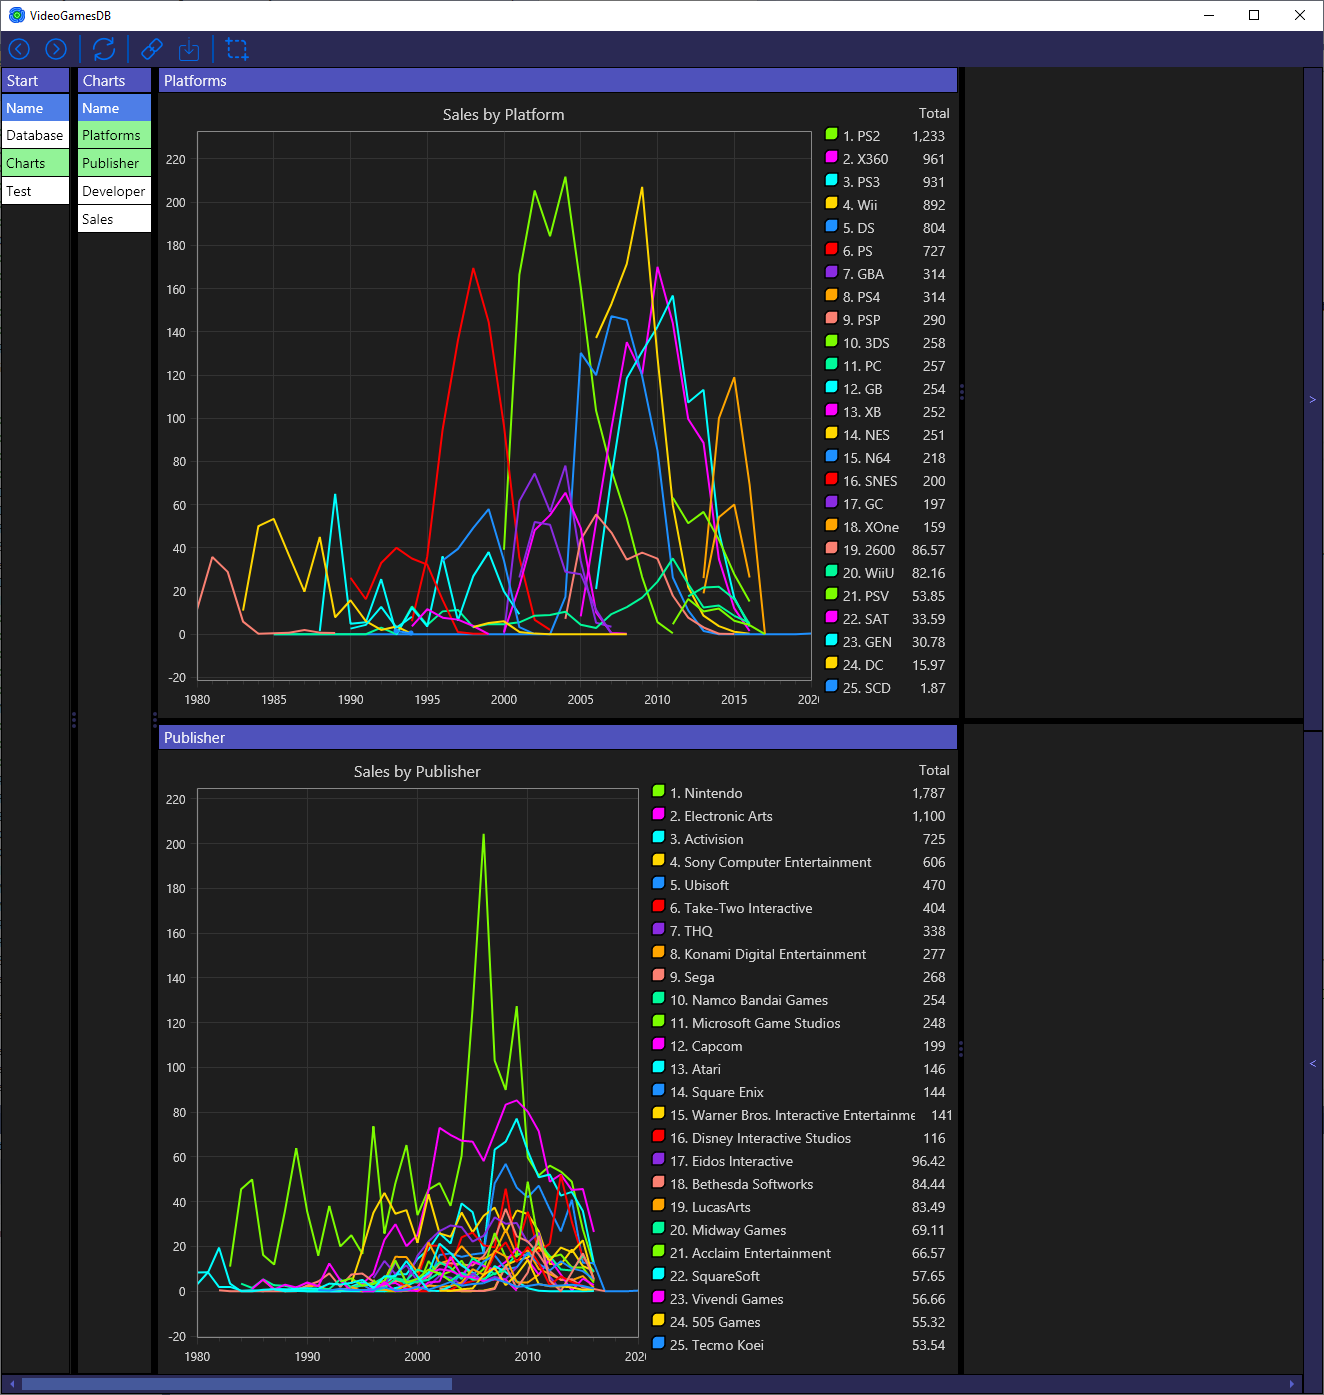 VideoGamesDB
Start
Name
Database
Charts
Test
Charts
Name
Platforms
Publisher
Developer
Sales
Platforms
Sales by Platform
Total
220
200
180
160
140
120
100
80
60
40
20
0
-20
1980
1985
1990
1995
2000
2005
2010
2015
202
1. PS2 1,233
2. X360 961
3. PS3 931
4. Wii 892
5. DS 804
6. PS 727
7. GBA 314
8. PS4 314
9. PSP 290
10. 3DS 258
11. PC 257
12. GB 254
13. XB 252
14. NES 251
15. N64 218
16. SNES 200
17. GC 197
18. XOne 159
19. 2600 86.57
20. WiiU 82.16
21. PSV 53.85
22. SAT 33.59
23. GEN 30.78
24. DC 15.97
25. SCD 1.87
Publisher
Sales by Publisher
Total
220
200
180
160
140
120
100
80
60
40
20
0
-20
1980
1990
2000
2010
202
1. Nintendo 1,787
2. Electronic Arts 1,100
3. Activision 725
4. Sony Computer Entertainment 606
5. Ubisoft 470
6. Take-Two Interactive 404
7. THQ 338
8. Konami Digital Entertainment 277
9. Sega 268
10. Namco Bandai Games 254
11. Microsoft Game Studios 248
12. Capcom 199
13. Atari 146
14. Square Enix 144
15. Warner Bros. Interactive Entertainme 141
16. Disney Interactive Studios 116
17. Eidos Interactive 96.42
18. Bethesda Softworks 84.44
19. LucasArts 83.49
20. Midway Games 69.11
21. Acclaim Entertainment 66.57
22. SquareSoft 57.65
23. Vivendi Games 56.66
24. 505 Games 55.32
25. Tecmo Koei 53.54